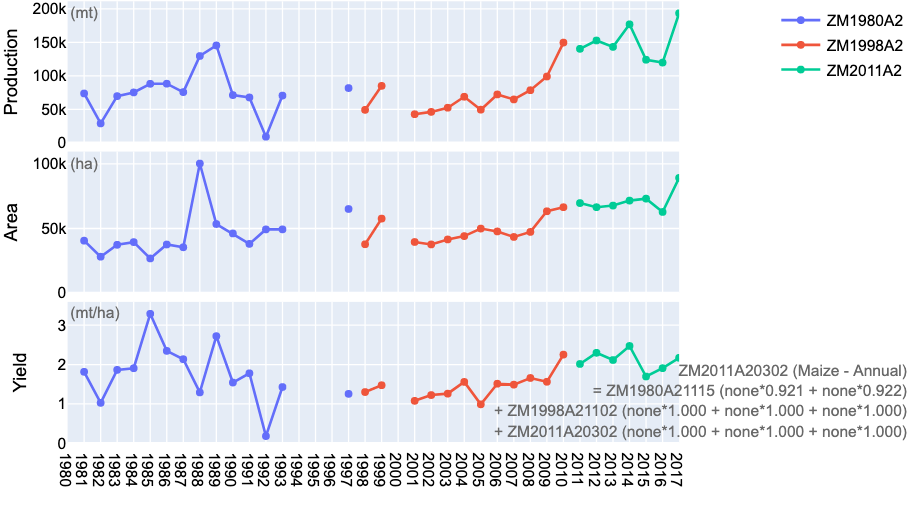 Production
(mt)
200k
150k
100k
50k
0
ZM1980A2
ZM1998A2
ZM2011A2
Area
(ha)
100k
50k
0
Yield
(mt/ha)
3
2
1
0
ZM2011A20302 (Maize - Annual)
= ZM1980A21115 (none*0.921 + none*0.922)
+ ZM1998A21102 (none*1.000 + none*1.000 + none*1.000)
+ ZM2011A20302 (none*1.000 + none*1.000 + none*1.000)
1980
1981
1982
1983
1984
1985
1986
1987
1988
1989
1990
1991
1992
1993
1994
1995
1996
1997
1998
1999
2000
2001
2002
2003
2004
2005
2006
2007
2008
2009
2010
2011
2012
2013
2014
2015
2016
2017